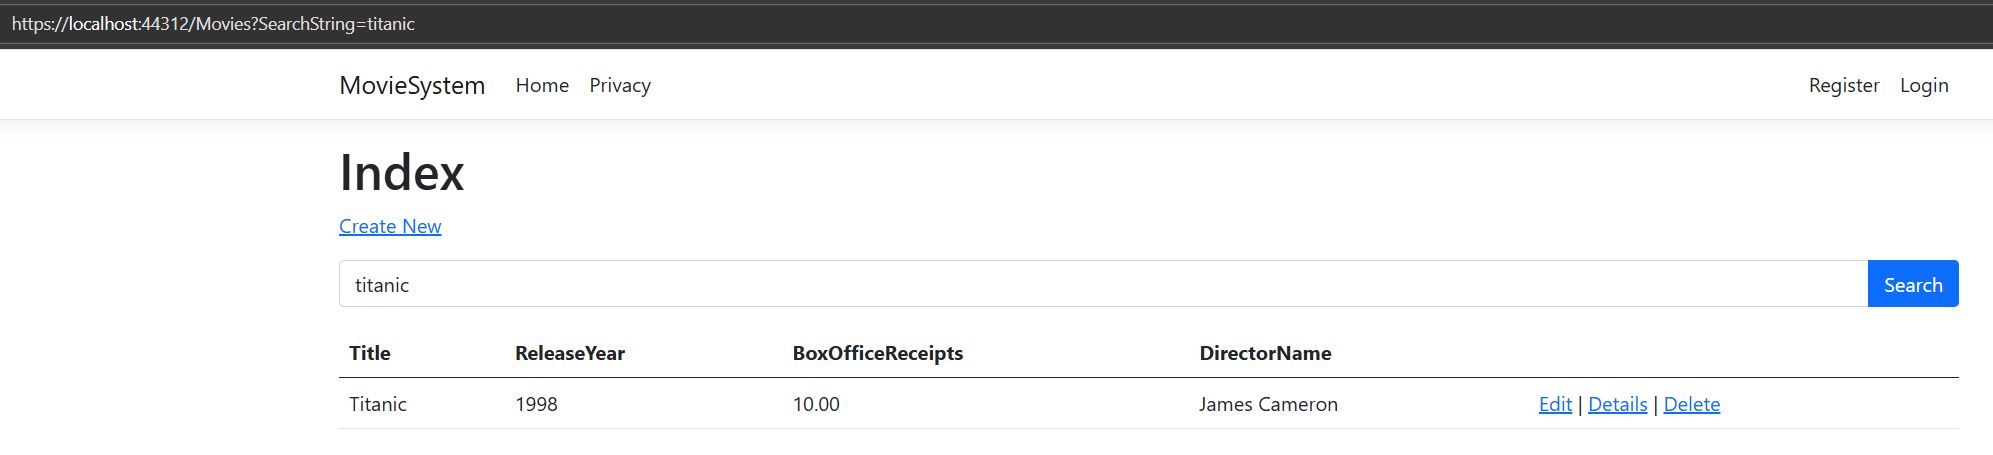 https://localhost:44312/Movies?SearchString=titanic
MovieSystem Home Privacy Register Login
Index
Create New
titanic Search
Title ReleaseYear BoxOfficeReceipts DirectorName
Titanic 1998 10.00 James Cameron Edit | Details | Delete